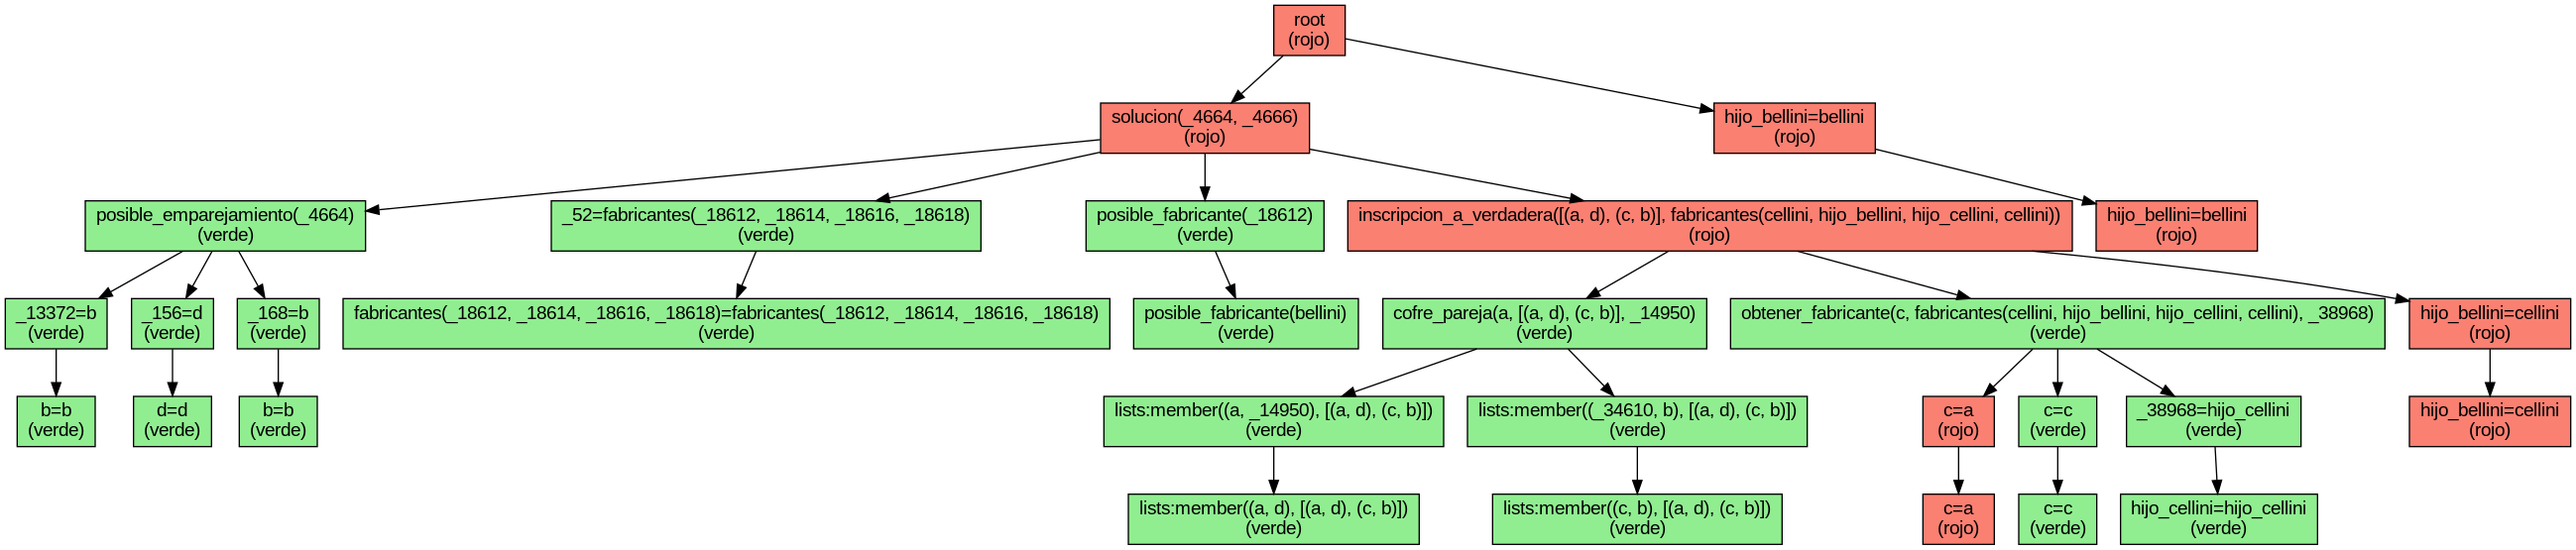 root
(rojo)
solucion(_4664, _4666)
(rojo)
hijo_bellini=bellini
(rojo)
posible_emparejamiento(_4664)
(verde)
_52=fabricantes(_18612, _18614, _18616, _18618)
(verde)
posible_fabricante(_18612)
(verde)
inscripcion_a_verdadera([(a, d), (c, b)], fabricantes(cellini, hijo_bellini, hijo_cellini, cellini))
(rojo)
hijo_bellini=bellini
(rojo)
_13372=b
(verde)
_156=d
(verde)
_168=b
(verde)
fabricantes(_18612, _18614, _18616, _18618)=fabricantes(_18612, _18614, _18616, _18618)
(verde)
posible_fabricante(bellini)
(verde)
cofre_pareja(a, [(a, d), (c, b)], _14950)
(verde)
obtener_fabricante(c, fabricantes(cellini, hijo_bellini, hijo_cellini, cellini), _38968)
(verde)
hijo_bellini=cellini
(rojo)
b=b
(verde)
d=d
(verde)
b=b
(verde)
lists:member((a, _14950), [(a, d), (c, b)])
(verde)
lists:member((_34610, b), [(a, d), (c, b)])
(verde)
c=a
(rojo)
c=c
(verde)
_38968=hijo_cellini
(verde)
hijo_bellini=cellini
(rojo)
lists:member((a, d), [(a, d), (c, b)])
(verde)
lists:member((c, b), [(a, d), (c, b)])
(verde)
c=a
(rojo)
c=c
(verde)
hijo_cellini=hijo_cellini
(verde)